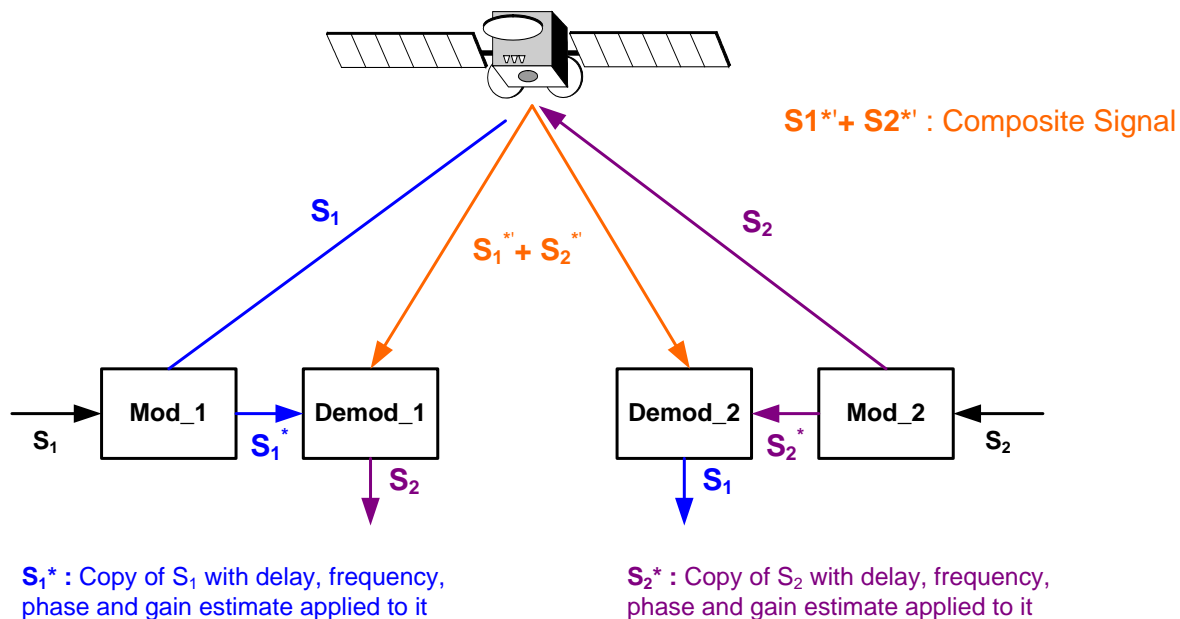 S1*'+ S2*' : Composite Signal
S₁
S₂
S₁*'+ S₂*'
Mod_1
Demod_1
Demod_2
Mod_2
S₁
S₁*
S₂*
S₂
S₂
S₁
S₁* : Copy of S₁ with delay, frequency,
phase and gain estimate applied to it
S₂* : Copy of S₂ with delay, frequency,
phase and gain estimate applied to it